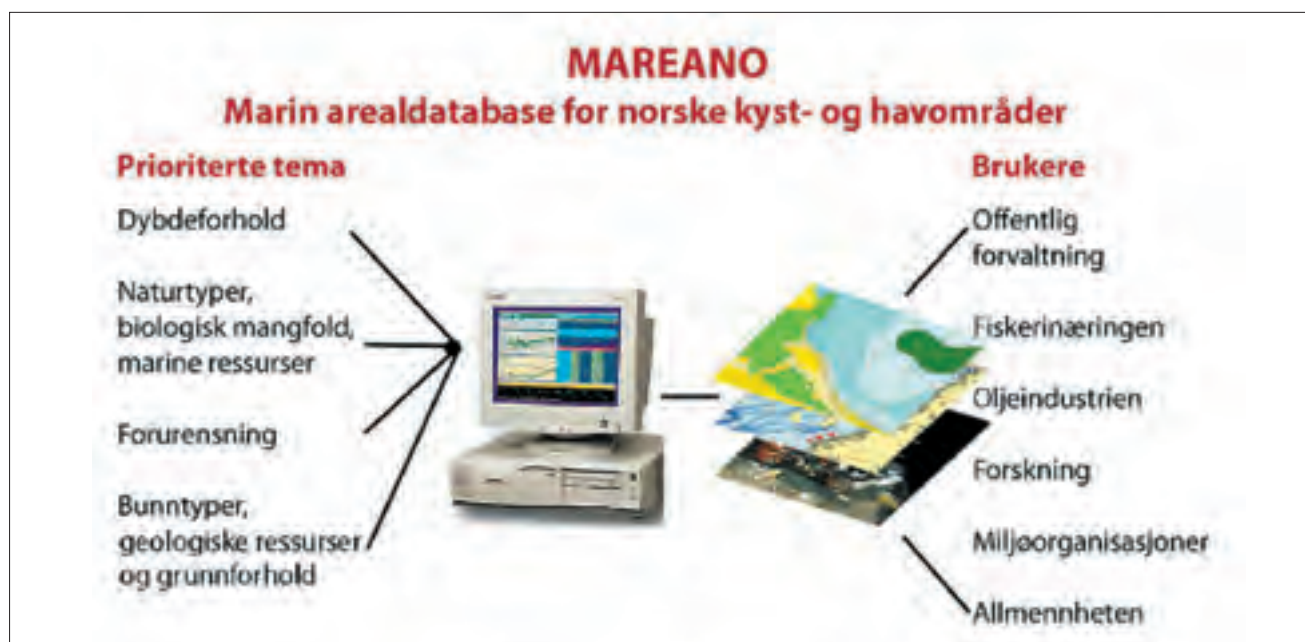 MAREANO
Marin arealdatabase for norske kyst- og havområder
Prioriterte tema
Dybdeforhold
Naturtyper,
biologisk mangfold,
marine ressurser
Forurensning
Bunntyper,
geologiske ressurser
og grunnforhold
Brukere
Offentlig
forvaltning
Fiskerinæringen
Oljeindustrien
Forskning
Miljøorganisasjoner
Allmennheten